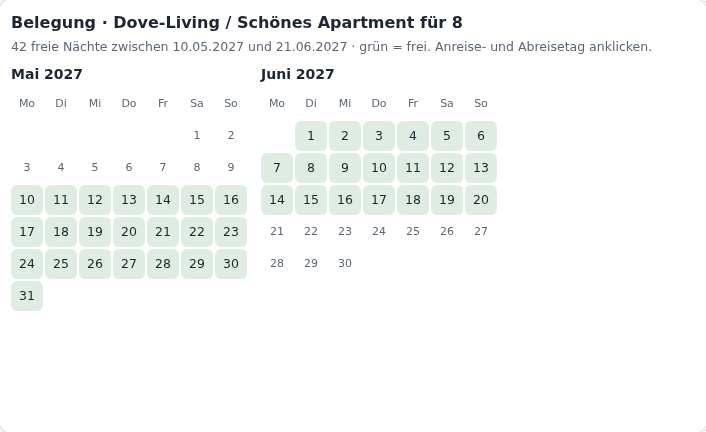 Belegung · Dove-Living / Schönes Apartment für 8
42 freie Nächte zwischen 10.05.2027 und 21.06.2027 · grün = frei. Anreise- und Abreisetag anklicken.
Mai 2027
Mo Di Mi Do Fr Sa So
1 2
3 4 5 6 7 8 9
10 11 12 13 14 15 16
17 18 19 20 21 22 23
24 25 26 27 28 29 30
31
Juni 2027
Mo Di Mi Do Fr Sa So
1 2 3 4 5 6
7 8 9 10 11 12 13
14 15 16 17 18 19 20
21 22 23 24 25 26 27
28 29 30